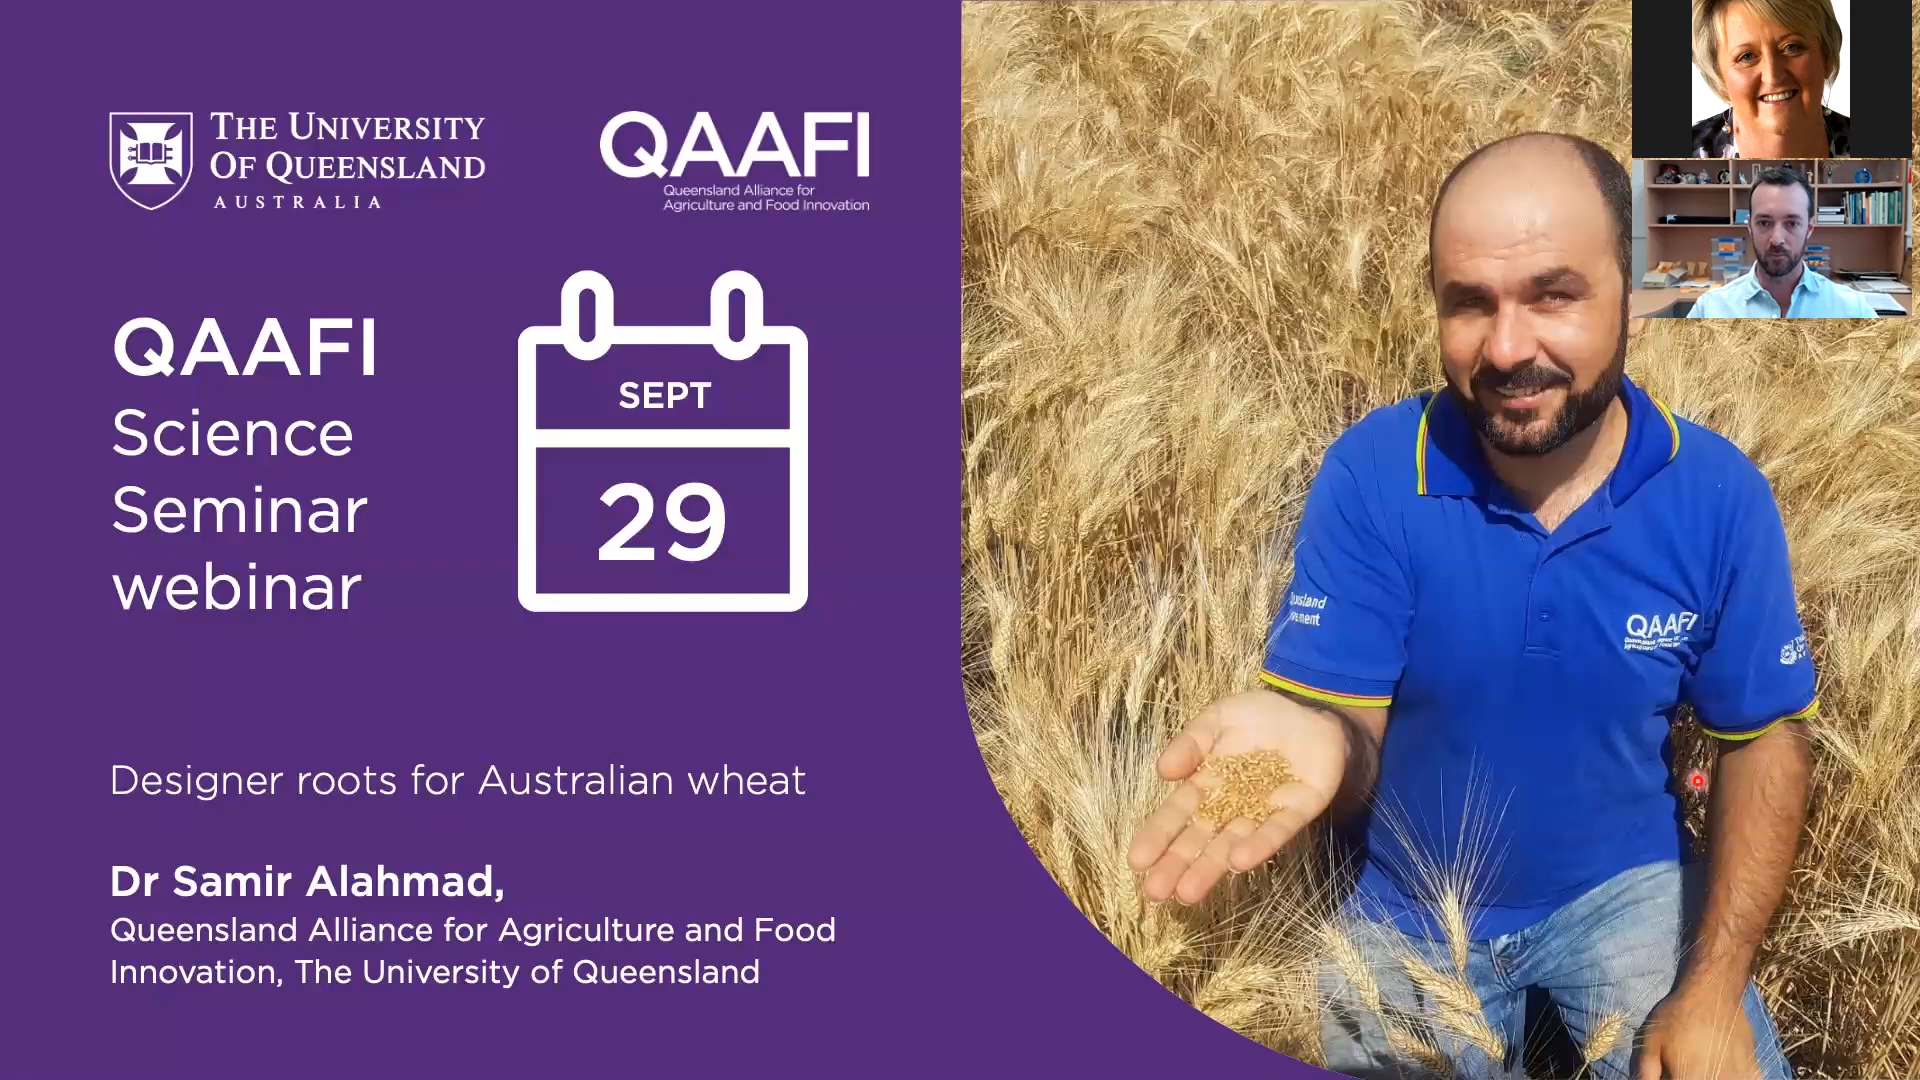 THE UNIVERSITY
OF QUEENSLAND
AUSTRALIA
QAAFI
Queensland Alliance for
Agriculture and Food Innovation
QAAFI
Science
Seminar
webinar
SEPT
29
Designer roots for Australian wheat
Dr Samir Alahmad,
Queensland Alliance for Agriculture and Food
Innovation, The University of Queensland
QAAFI